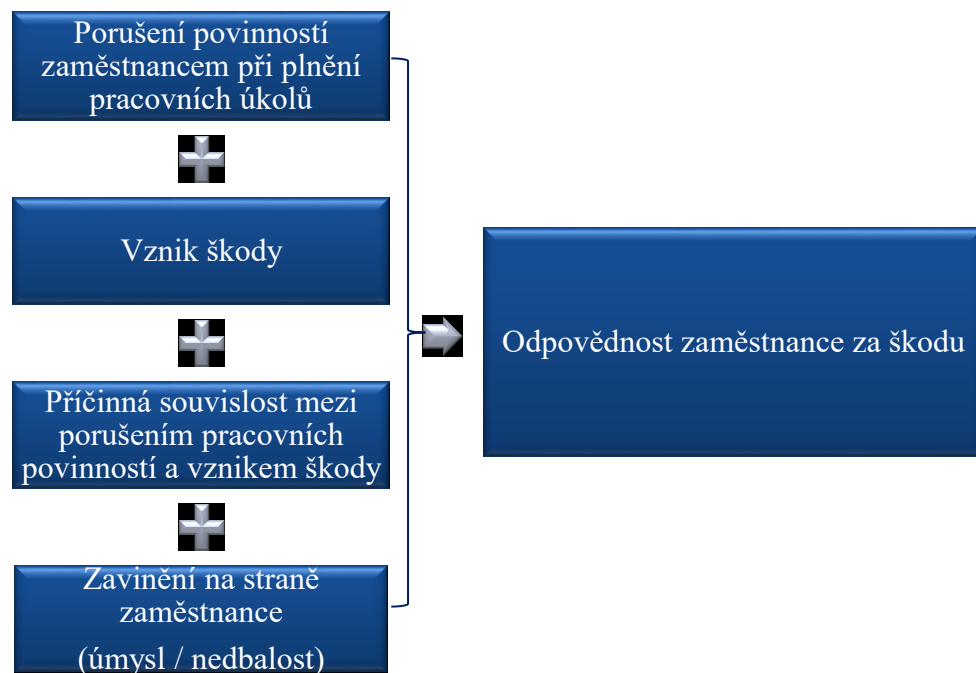 Porušení povinností
zaměstnancem při plnění
pracovních úkolů
Vznik škody
Příčinná souvislost mezi
porušením pracovních
povinností a vznikem škody
Zavinění na straně
zaměstnance
(úmysl / nedbalost)
Odpovědnost zaměstnance za škodu